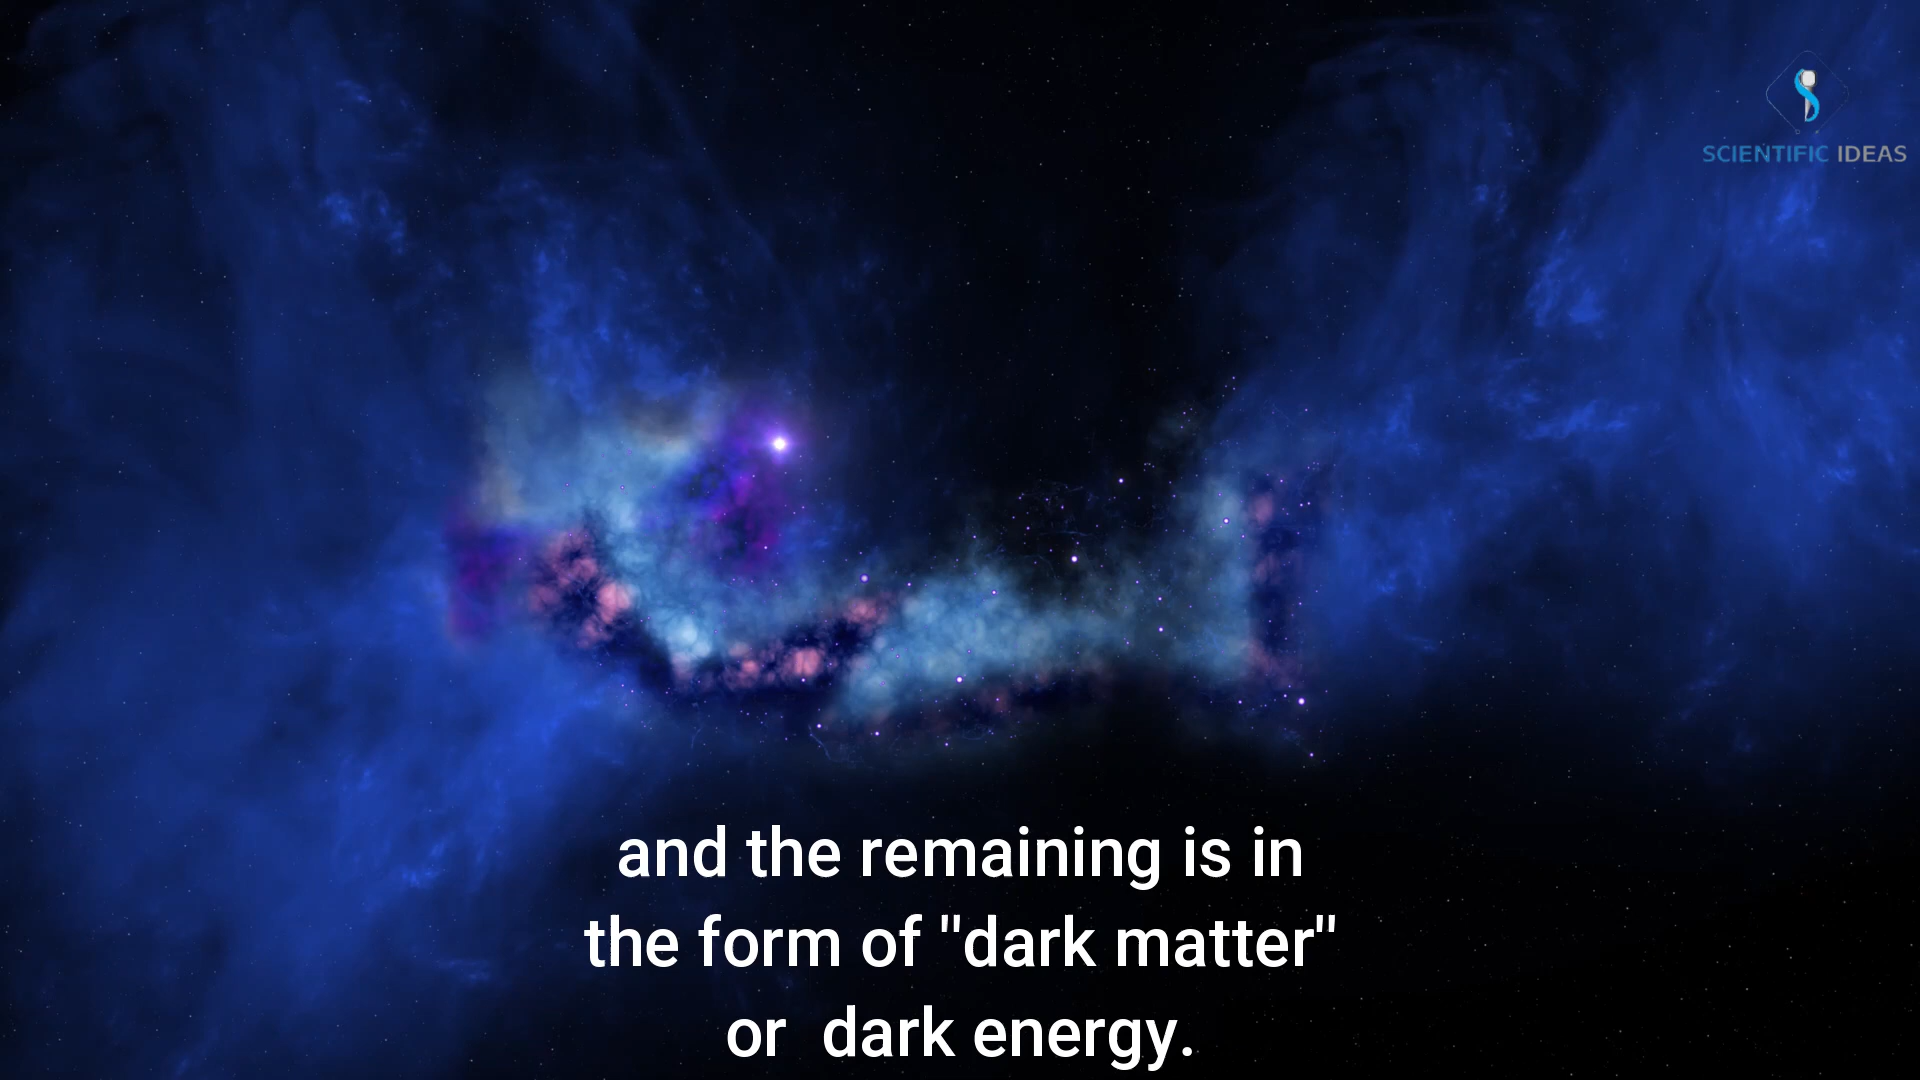 SCIENTIFIC IDEAS
and the remaining is in
the form of "dark matter"
or  dark energy.